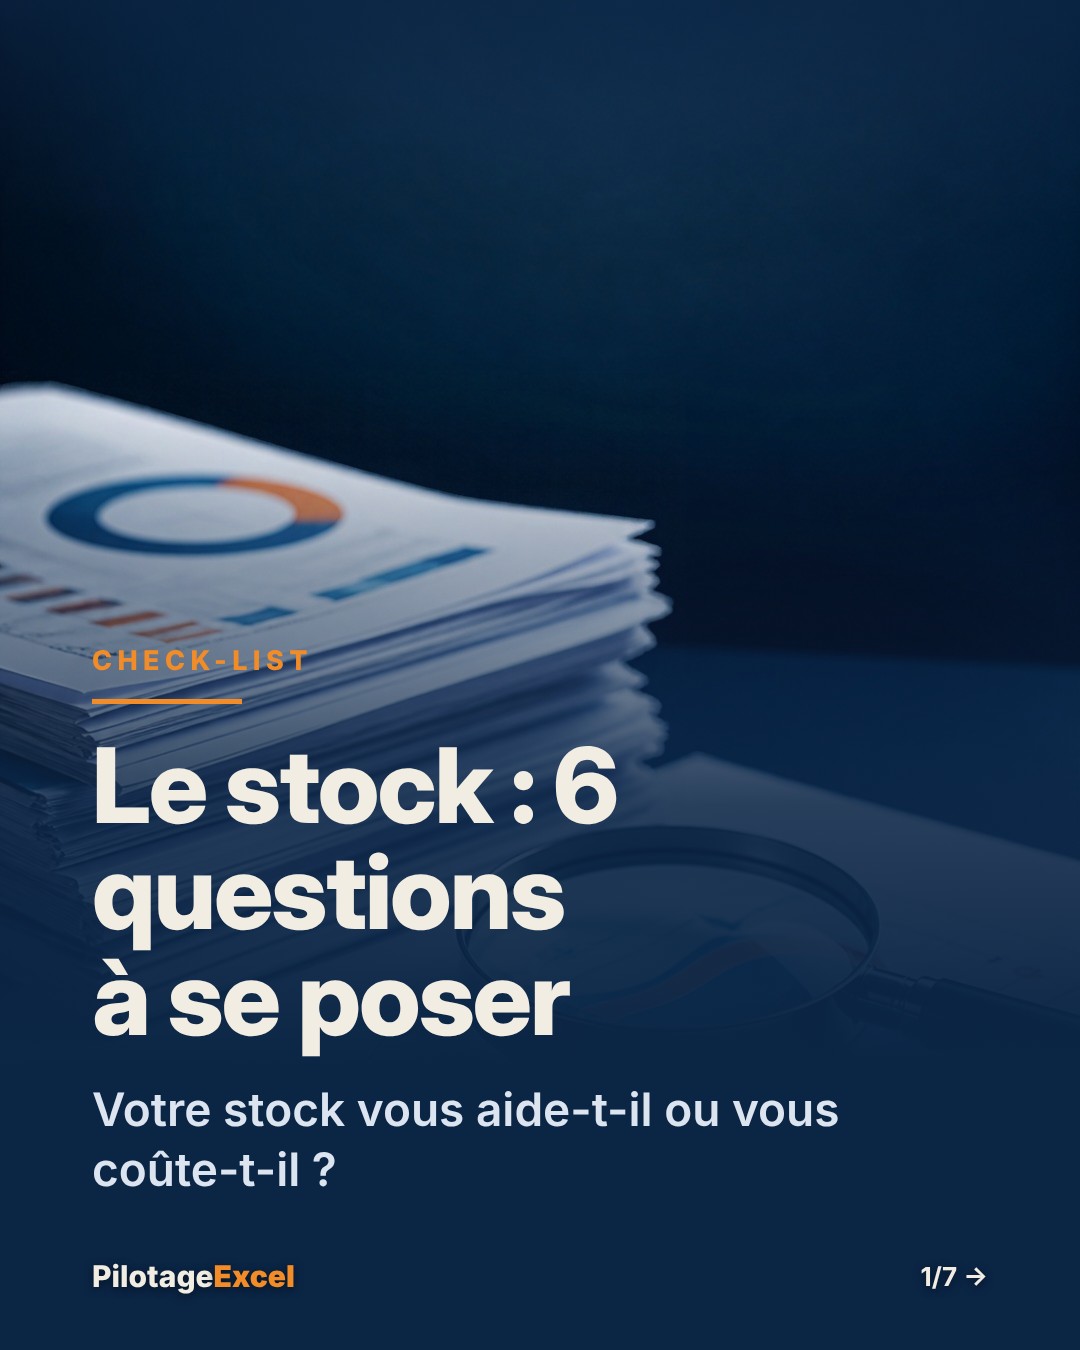 CHECK-LIST
Le stock : 6
questions
à se poser
Votre stock vous aide-t-il ou vous
coûte-t-il ?
PilotageExcel
1/7 →